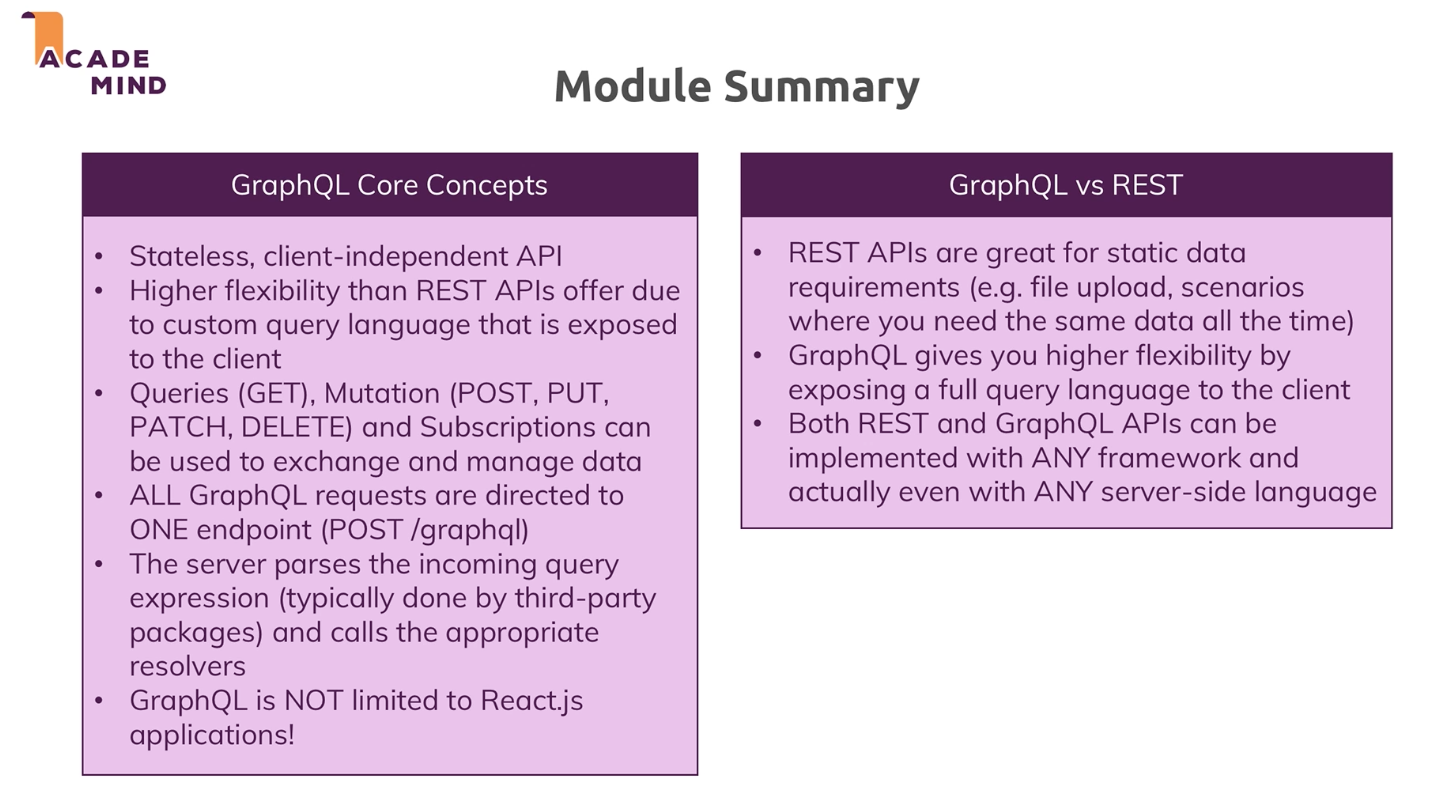 ACADE
MIND
Module Summary
GraphQL Core Concepts
• Stateless, client-independent API
• Higher flexibility than REST APIs offer due
to custom query language that is exposed
to the client
• Queries (GET), Mutation (POST, PUT,
PATCH, DELETE) and Subscriptions can
be used to exchange and manage data
• ALL GraphQL requests are directed to
ONE endpoint (POST /graphql)
• The server parses the incoming query
expression (typically done by third-party
packages) and calls the appropriate
resolvers
• GraphQL is NOT limited to React.js
applications!
GraphQL vs REST
• REST APIs are great for static data
requirements (e.g. file upload, scenarios
where you need the same data all the time)
• GraphQL gives you higher flexibility by
exposing a full query language to the client
• Both REST and GraphQL APIs can be
implemented with ANY framework and
actually even with ANY server-side language